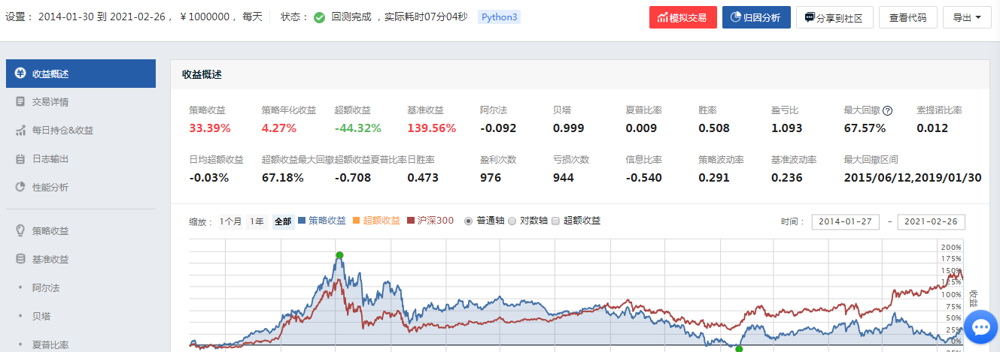 设置： 2014-01-30 到 2021-02-26 ，￥1000000 ，每天 状态： 回测完成 ，实际耗时07分04秒 Python3 模拟交易 归因分析 分享到社区 查看代码 导出
收益概述
交易详情
每日持仓&收益
日志输出
性能分析
策略收益
基准收益
阿尔法
贝塔
夏普比率
收益概述
策略收益 策略年化收益 超额收益 基准收益 阿尔法 贝塔 夏普比率 胜率 盈亏比 最大回撤 ? 索提诺比率
33.39% 4.27% -44.32% 139.56% -0.092 0.999 0.009 0.508 1.093 67.57% 0.012
日均超额收益 超额收益最大回撤 超额收益夏普比率 日胜率 盈利次数 亏损次数 信息比率 策略波动率 基准波动率 最大回撤区间
-0.03% 67.18% -0.708 0.473 976 944 -0.540 0.291 0.236 2015/06/12,2019/01/30
缩放： 1个月 1年 全部 策略收益 超额收益 沪深300 普通轴 对数轴 超额收益 时间： 2014-01-27 - 2021-02-26
200%
175%
150%
125%
100%
75%
50%
25%
0%
收益